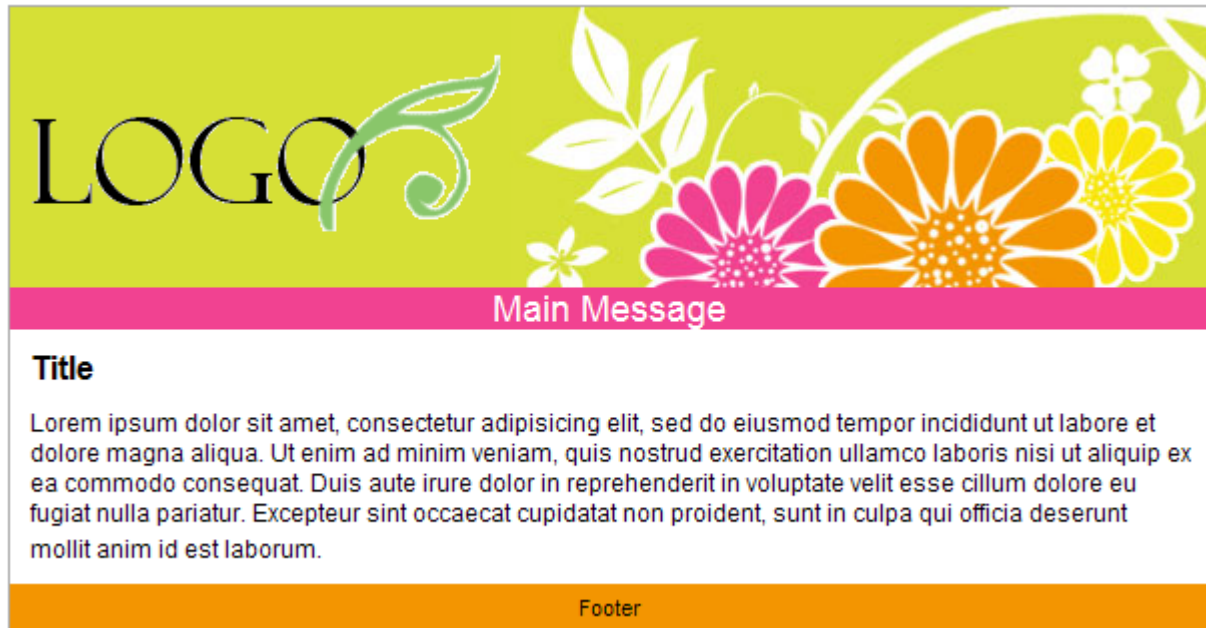 LOGO
Main Message
Title
Lorem ipsum dolor sit amet, consectetur adipisicing elit, sed do eiusmod tempor incididunt ut labore et
dolore magna aliqua. Ut enim ad minim veniam, quis nostrud exercitation ullamco laboris nisi ut aliquip ex
ea commodo consequat. Duis aute irure dolor in reprehenderit in voluptate velit esse cillum dolore eu
fugiat nulla pariatur. Excepteur sint occaecat cupidatat non proident, sunt in culpa qui officia deserunt
mollit anim id est laborum.
Footer